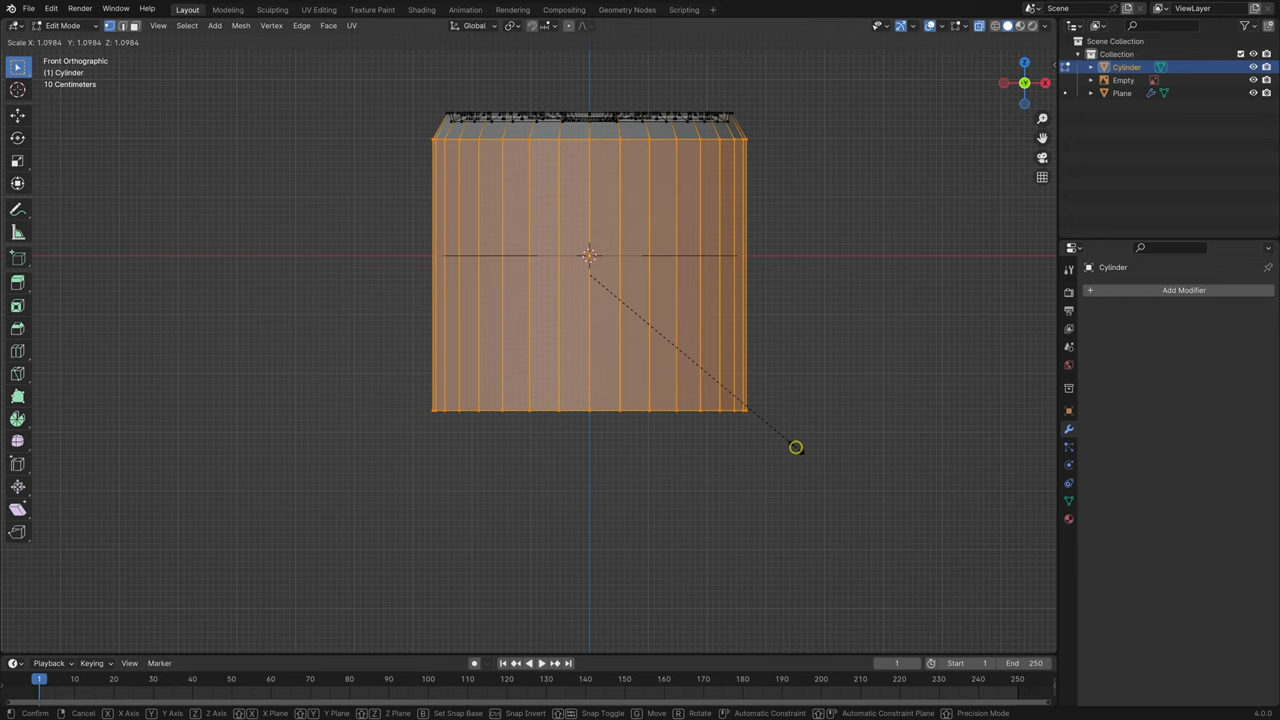 File Edit Render Window Help Layout Modeling Sculpting UV Editing Texture Paint Shading Animation Rendering Compositing Geometry Nodes Scripting + Scene ViewLayer
Edit Mode View Select Add Mesh Vertex Edge Face UV Global
Scale X: 1.0984 Y: 1.0984 Z: 1.0984
Front Orthographic
(1) Cylinder
10 Centimeters
Z
Y
X
Scene Collection
Collection
Cylinder
Empty
Plane
Cylinder
+ Add Modifier
Playback Keying View Marker 1 Start 1 End 250
1 10 20 30 40 50 60 70 80 90 100 110 120 130 140 150 160 170 180 190 200 210 220 230 240 250
Confirm Cancel X X Axis Y Y Axis Z Z Axis X X Plane Y Y Plane Z Z Plane B Set Snap Base Snap Invert Snap Toggle G Move R Rotate Automatic Constraint Automatic Constraint Plane Precision Mode 4.0.0